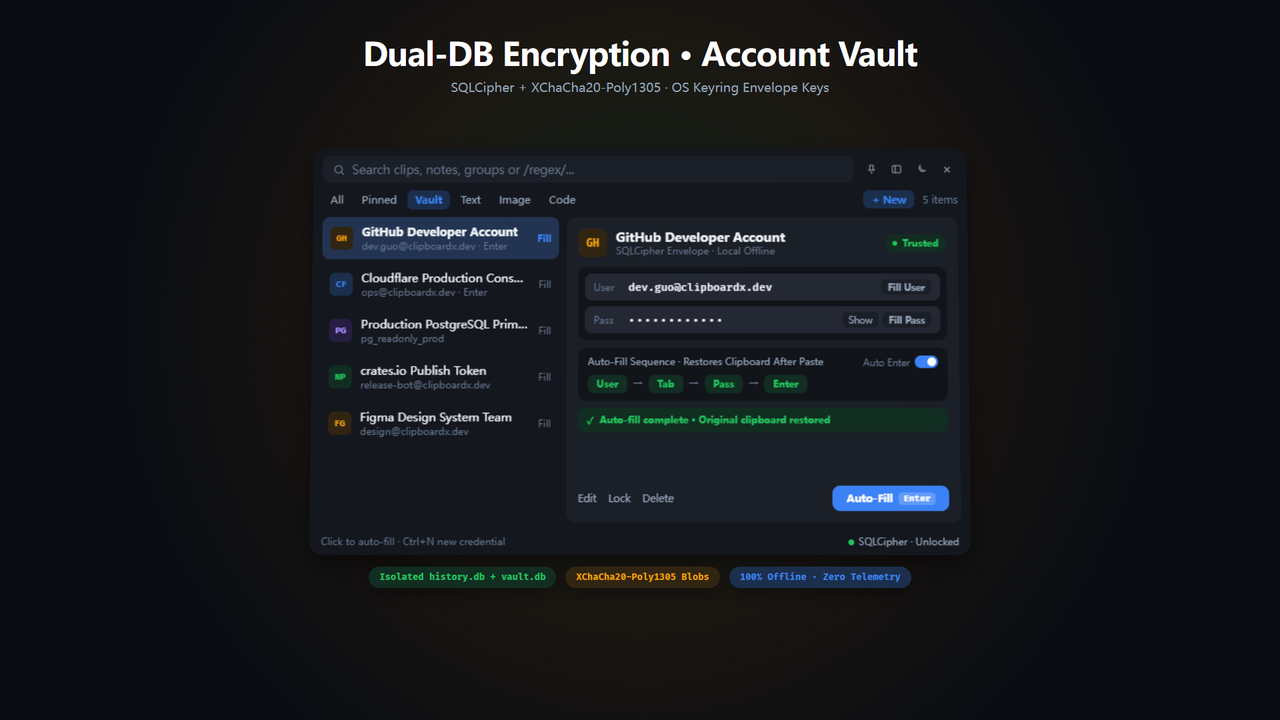 Dual-DB Encryption • Account Vault
SQLCipher + XChaCha20-Poly1305 · OS Keyring Envelope Keys
Search clips, notes, groups or /regex/...
All Pinned Vault Text Image Code
+ New 5 items
GH GitHub Developer Account Fill
dev.guo@clipboardx.dev · Enter
CF Cloudflare Production Cons... Fill
ops@clipboardx.dev · Enter
PG Production PostgreSQL Prim... Fill
pg_readonly_prod
NP crates.io Publish Token Fill
release-bot@clipboardx.dev
FG Figma Design System Team Fill
design@clipboardx.dev
GH GitHub Developer Account
SQLCipher Envelope · Local Offline
● Trusted
User dev.guo@clipboardx.dev Fill User
Pass •••••••••••• Show Fill Pass
Auto-Fill Sequence · Restores Clipboard After Paste Auto Enter
User → Tab → Pass → Enter
✓ Auto-fill complete • Original clipboard restored
Edit Lock Delete Auto-Fill Enter
Click to auto-fill · Ctrl+N new credential
● SQLCipher · Unlocked
Isolated history.db + vault.db
XChaCha20-Poly1305 Blobs
100% Offline · Zero Telemetry